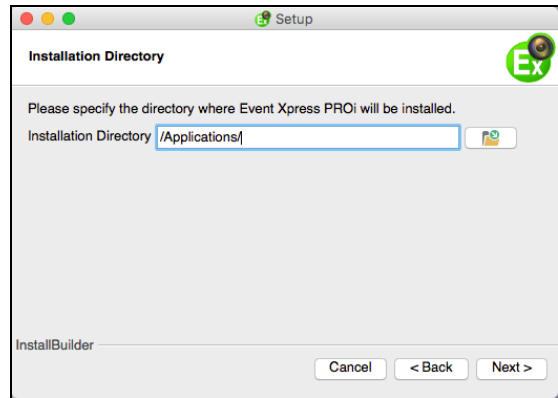 Setup
Installation Directory
Ex
Please specify the directory where Event Xpress PROi will be installed.
Installation Directory /Applications/
InstallBuilder
Cancel < Back Next >